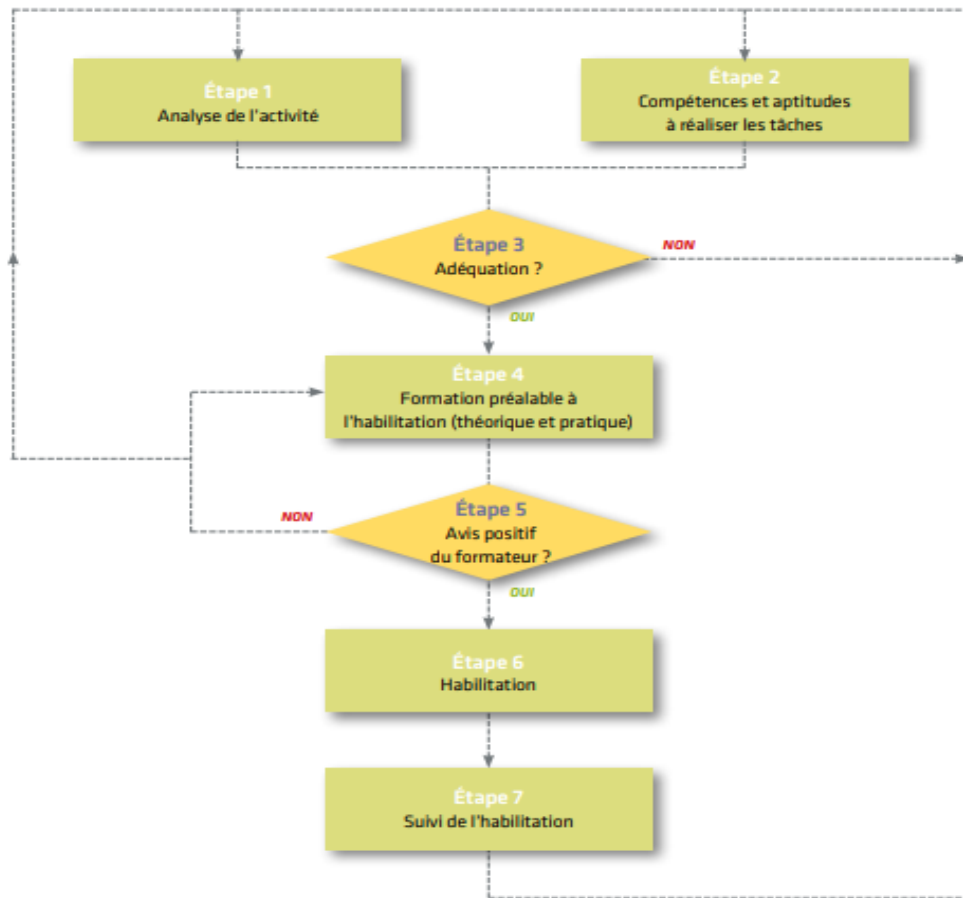 Étape 1
Analyse de l'activité
Étape 2
Compétences et aptitudes
à réaliser les tâches
Étape 3
Adéquation ?
NON
OUI
Étape 4
Formation préalable à
l'habilitation (théorique et pratique)
Étape 5
Avis positif
du formateur ?
NON
OUI
Étape 6
Habilitation
Étape 7
Suivi de l'habilitation